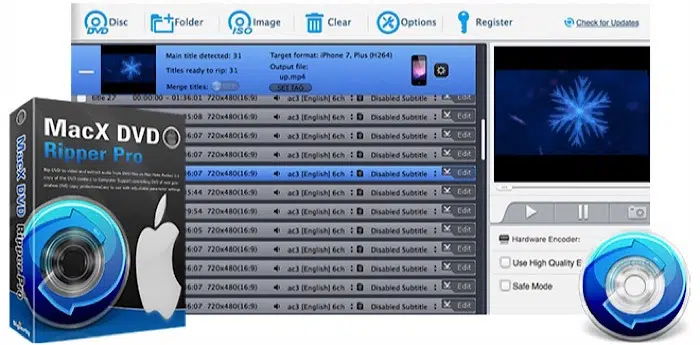 Disc
Folder
Image
Clear
Options
Register
Check for Updates
DVD
ISO
Main title detected: 31
Titles ready to rip: 31
Merge titles:
Target format: iPhone 7, Plus (H264)
Output file:
up.mp4
SET TAG
title 27 00:00:00 - 01:36:01 720x480(16:9) ac3 [English] 6ch Disabled Subtitle Edit
5:08 720x480(16:9) ac3 [English] 6ch Disabled Subtitle Edit
720x480(16:9) ac3 [English] 6ch Disabled Subtitle Edit
6:07 720x480(16:9) ac3 [English] 6ch Disabled Subtitle Edit
6:07 720x480(16:9) ac3 [English] 6ch Disabled Subtitle Edit
5:44 720x480(16:9) ac3 [English] 6ch Disabled Subtitle Edit
9:54 720x480(16:9) ac3 [English] 6ch Disabled Subtitle Edit
6:07 720x480(16:9) ac3 [English] 6ch Disabled Subtitle Edit
6:07 720x480(16:9) ac3 [English] 6ch Disabled Subtitle Edit
6:07 720x480(16:9) ac3 [English] 6ch Disabled Subtitle Edit
6:07 720x480(16:9) ac3 [English] 6ch Disabled Subtitle Edit
Hardware Encoder:
Use High Quality E
Safe Mode
MacX DVD
Ripper Pro
MacX DVD Ripper Pro